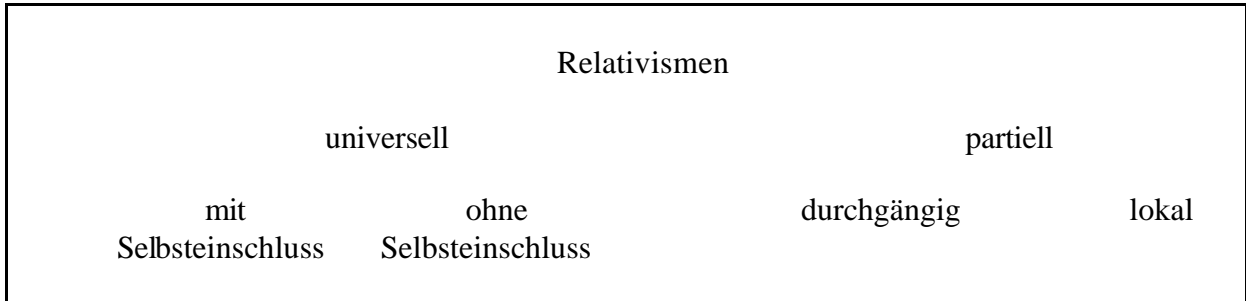 Relativismen
universell partiell
mit ohne durchgängig lokal
Selbsteinschluss Selbsteinschluss